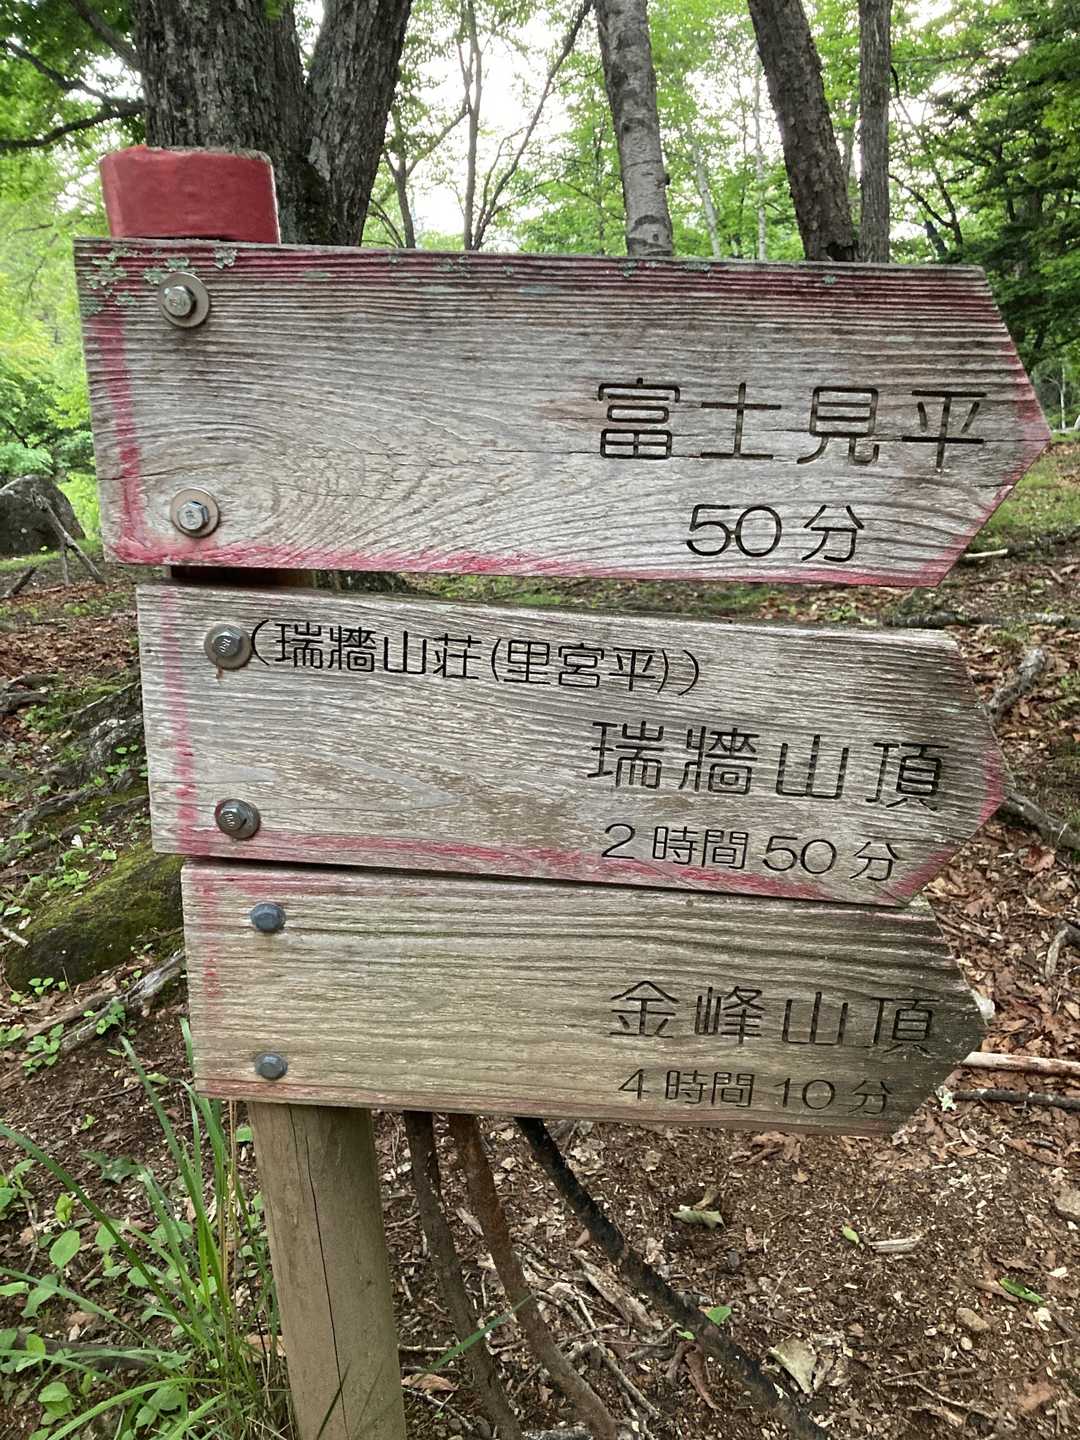 富士見平
50分
(瑞牆山荘(里宮平))
瑞牆山頂
2時間50分
金峰山頂
4時間10分